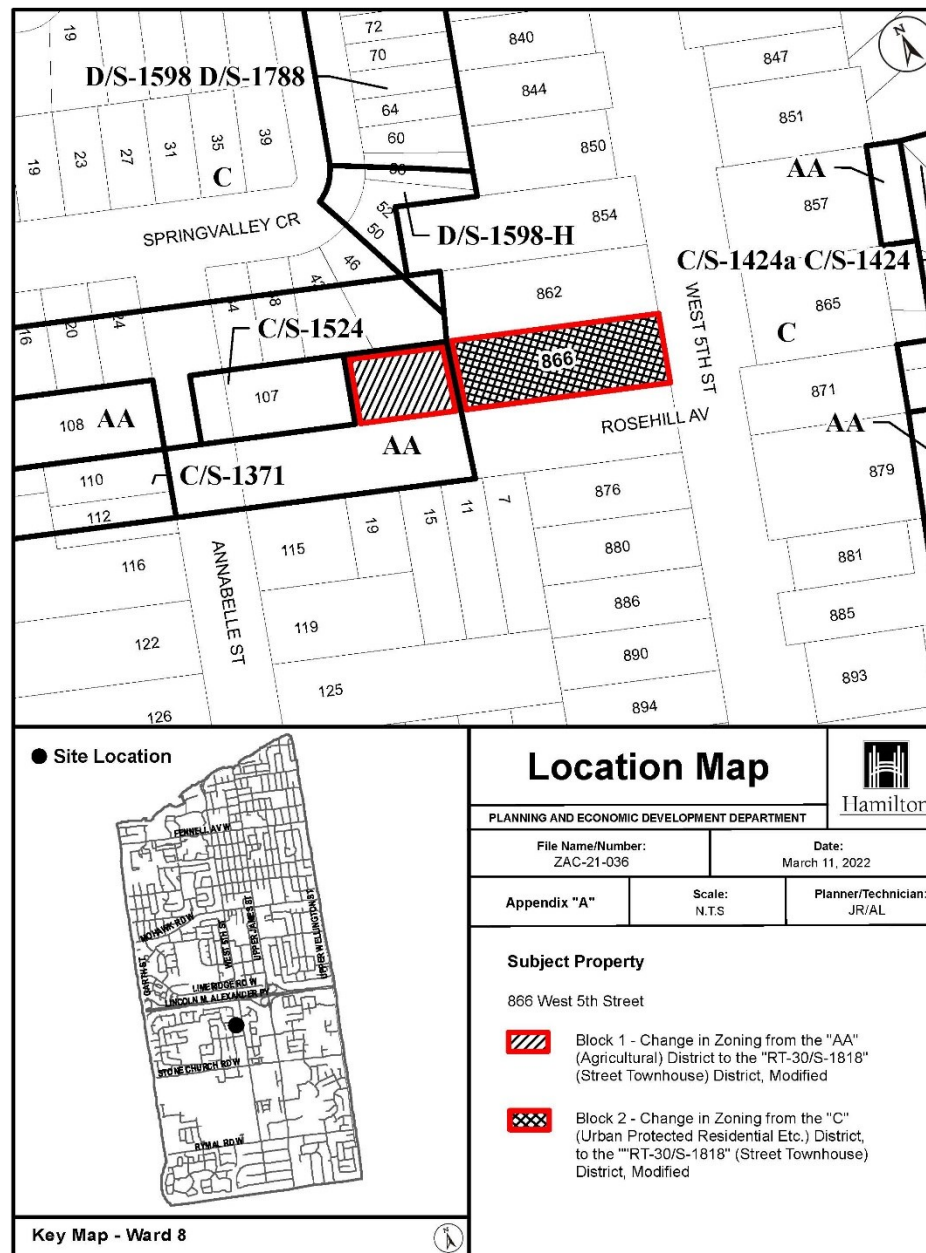 19
72
70
D/S-1598 D/S-1788
64
60
56
840
844
850
847
851
AA
19
23
27
31
35
39
C
SPRINGVALLEY CR
52
50
46
D/S-1598-H
854
857
C/S-1424a C/S-1424
862
865
C
WEST 5TH ST
16
20
24
C/S-1524
866
871
ROSEHILL AV
AA
108
AA
107
AA
879
110
C/S-1371
112
19
15
11
7
876
880
881
116
ANNABELLE ST
115
886
885
122
119
890
893
125
126
894
Site Location
FENNELL AV W
MOHAWK RD W
GARTH ST
WEST 5TH ST
UPPER JAMES ST
UPPER WELLINGTON ST
LIMERIDGE RD W
LINCOLN M. ALEXANDER PY
STONE CHURCH RD W
RYMAL RD W
Key Map - Ward 8
N
Location Map
Hamilton
PLANNING AND ECONOMIC DEVELOPMENT DEPARTMENT
File Name/Number:
ZAC-21-036
Date:
March 11, 2022
Appendix "A"
Scale:
N.T.S
Planner/Technician:
JR/AL
Subject Property
866 West 5th Street
Block 1 - Change in Zoning from the "AA"
(Agricultural) District to the "RT-30/S-1818"
(Street Townhouse) District, Modified
Block 2 - Change in Zoning from the "C"
(Urban Protected Residential Etc.) District,
to the ""RT-30/S-1818" (Street Townhouse)
District, Modified